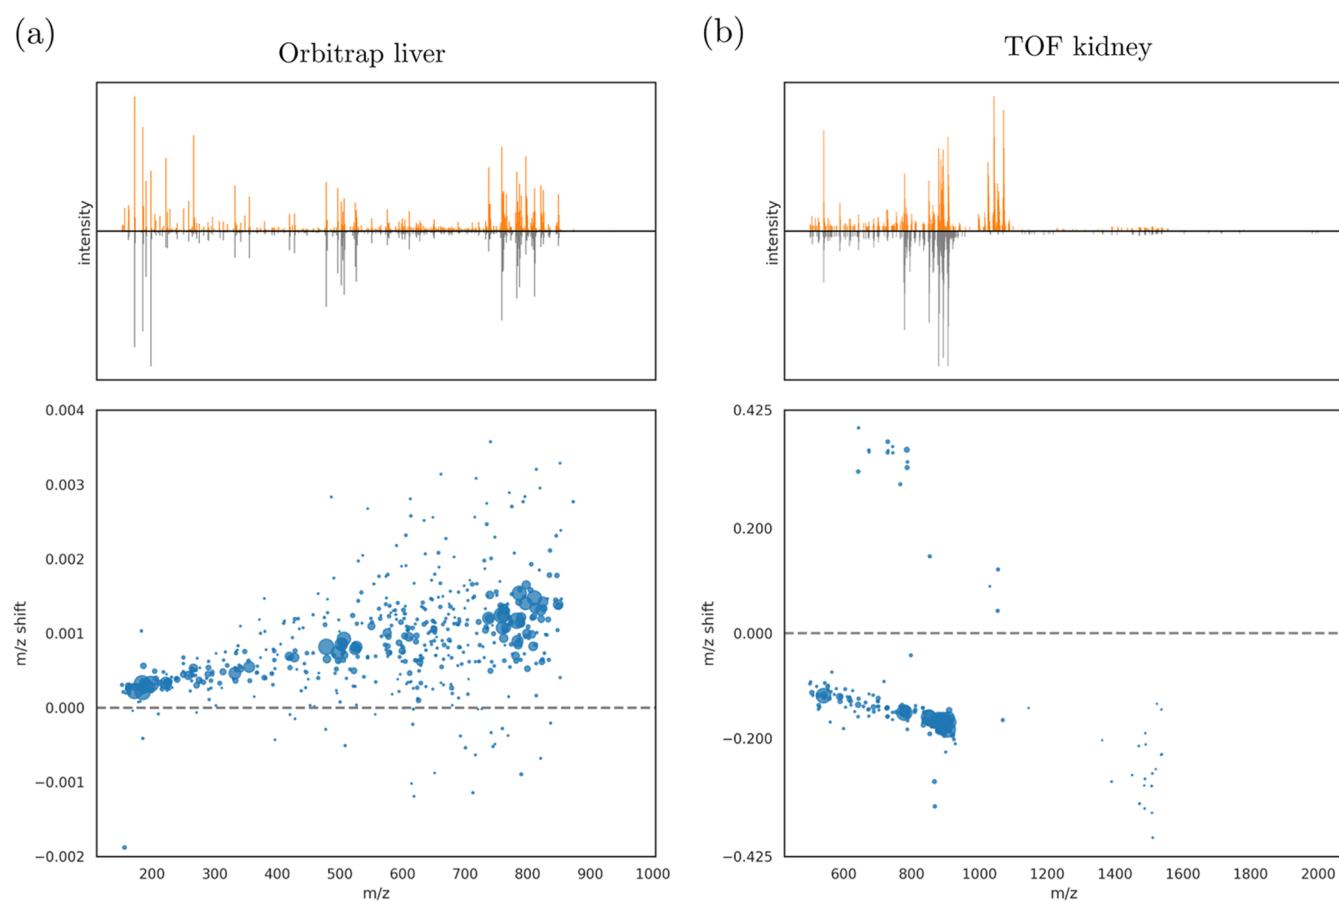 (a)
Orbitrap liver
intensity
0.004
0.003
0.002
0.001
0.000
−0.001
−0.002
m/z shift
200 300 400 500 600 700 800 900 1000
m/z
(b)
TOF kidney
intensity
0.425
0.200
0.000
−0.200
−0.425
m/z shift
600 800 1000 1200 1400 1600 1800 2000
m/z